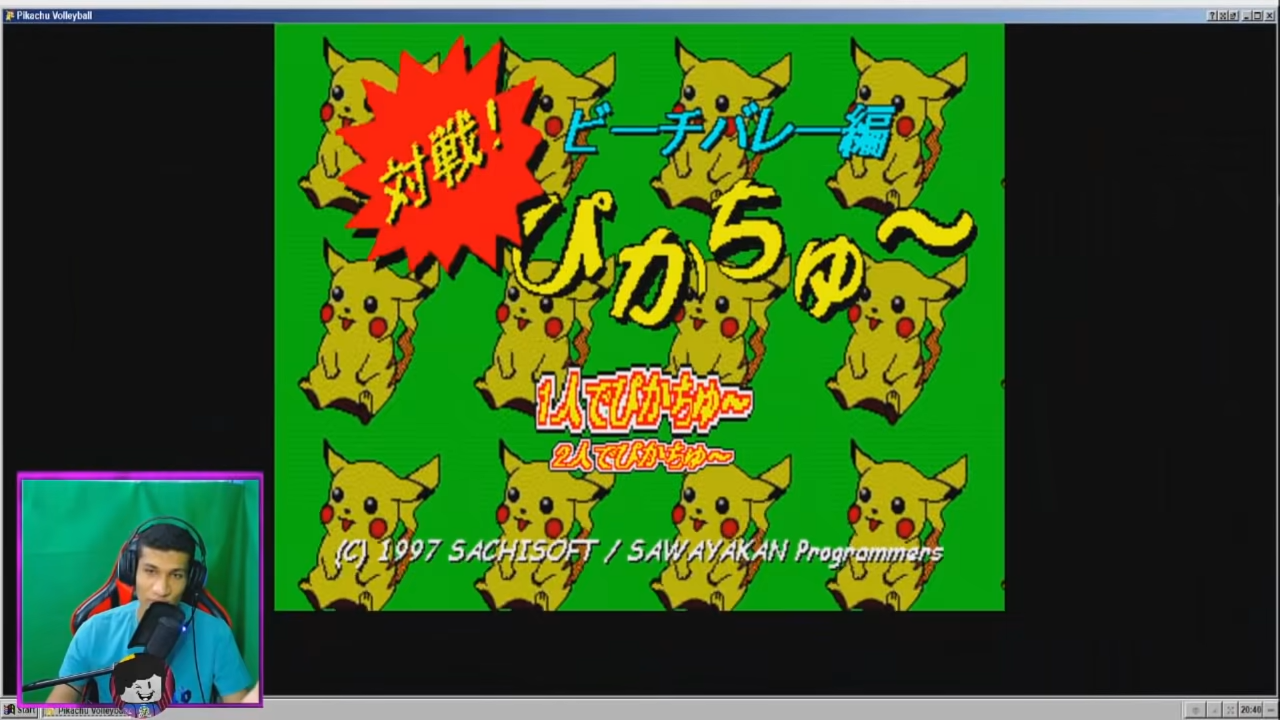 Pikachu Volleyball
対戦!
ビーチバレー編
ぴかちゅ〜
1人でぴかちゅ〜
2人でぴかちゅ〜
(C) 1997 SACHISOFT / SAWAYAKAN Programmers
Start
Pikachu Volleyb
20:40